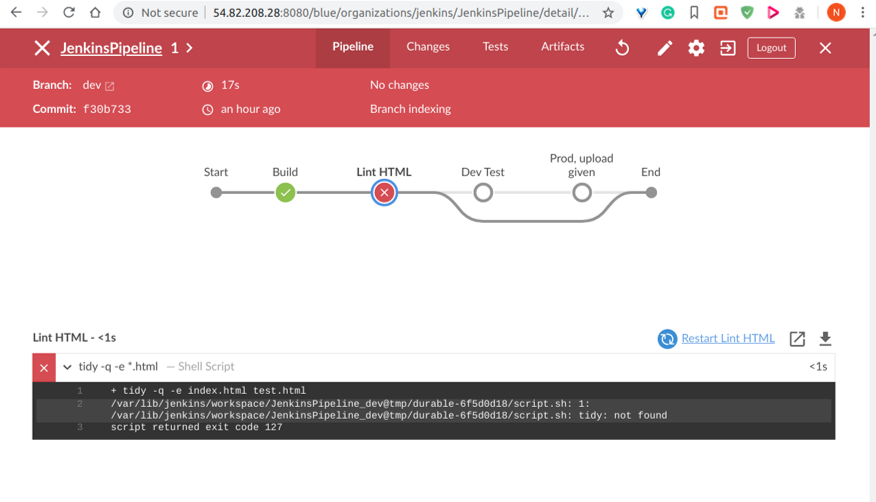 Not secure | 54.82.208.28:8080/blue/organizations/jenkins/JenkinsPipeline/detail/...
N
JenkinsPipeline 1 >
Pipeline Changes Tests Artifacts Logout
Branch: dev 17s No changes
Commit: f30b733 an hour ago Branch indexing
Prod, upload
Start Build Lint HTML Dev Test given End
Lint HTML - <1s Restart Lint HTML
tidy -q -e *.html — Shell Script <1s
1 + tidy -q -e index.html test.html
2 /var/lib/jenkins/workspace/JenkinsPipeline_dev@tmp/durable-6f5d0d18/script.sh: 1:
/var/lib/jenkins/workspace/JenkinsPipeline_dev@tmp/durable-6f5d0d18/script.sh: tidy: not found
3 script returned exit code 127